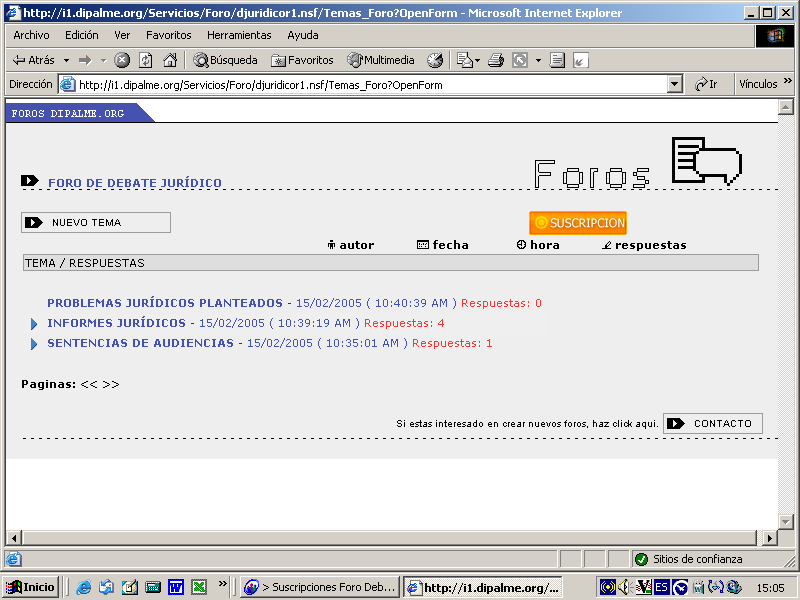 http://i1.dipalme.org/Servicios/Foro/djuridicor1.nsf/Temas_Foro?OpenForm - Microsoft Internet Explorer
Archivo Edición Ver Favoritos Herramientas Ayuda
Atrás Búsqueda Favoritos Multimedia
Dirección http://i1.dipalme.org/Servicios/Foro/djuridicor1.nsf/Temas_Foro?OpenForm Ir Vínculos »
FOROS DIPALME.ORG
Foros
FORO DE DEBATE JURÍDICO
NUEVO TEMA SUSCRIPCION
autor fecha hora respuestas
TEMA / RESPUESTAS
PROBLEMAS JURÍDICOS PLANTEADOS - 15/02/2005 ( 10:40:39 AM ) Respuestas: 0
INFORMES JURÍDICOS - 15/02/2005 ( 10:39:19 AM ) Respuestas: 4
SENTENCIAS DE AUDIENCIAS - 15/02/2005 ( 10:35:01 AM ) Respuestas: 1
Paginas: << >>
Si estas interesado en crear nuevos foros, haz click aqui. CONTACTO
Sitios de confianza
Inicio » > Suscripciones Foro Deb... http://i1.dipalme.org/... ES 15:05